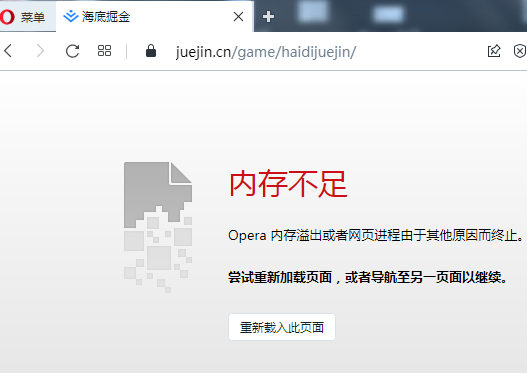 菜单
海底掘金
juejin.cn/game/haidijuejin/
内存不足
Opera 内存溢出或者网页进程由于其他原因而终止。
尝试重新加载页面，或者导航至另一页面以继续。
重新载入此页面